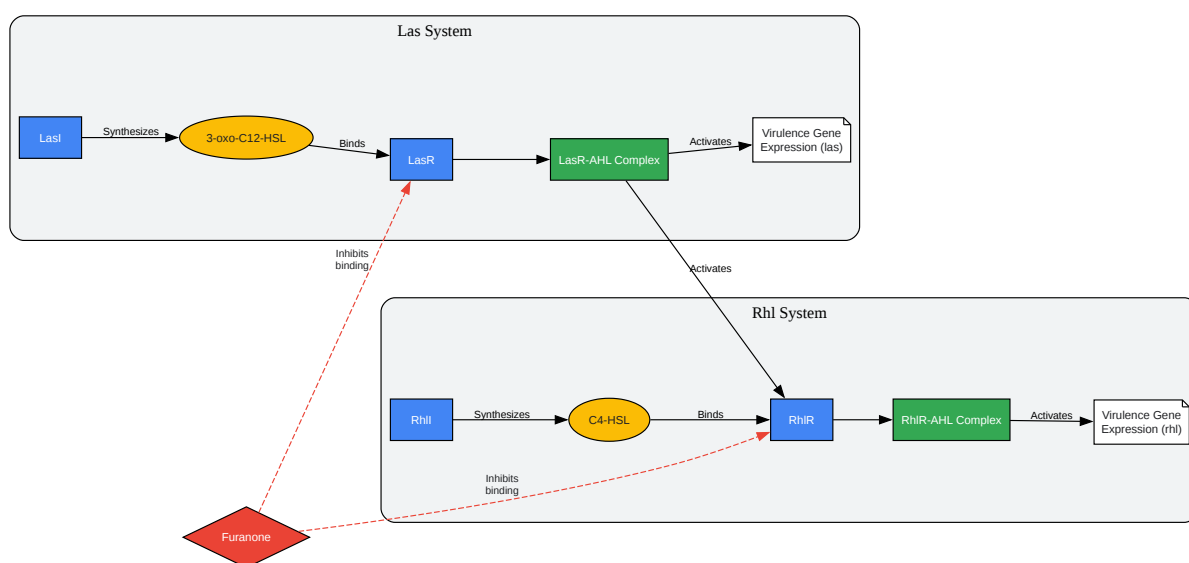 Las System
LasI
Synthesizes
3-oxo-C12-HSL
Binds
LasR
LasR-AHL Complex
Activates
Virulence Gene
Expression (las)
Inhibits
binding
Activates
Rhl System
RhlI
Synthesizes
C4-HSL
Binds
RhlR
RhlR-AHL Complex
Activates
Virulence Gene
Expression (rhl)
Inhibits
binding
Furanone